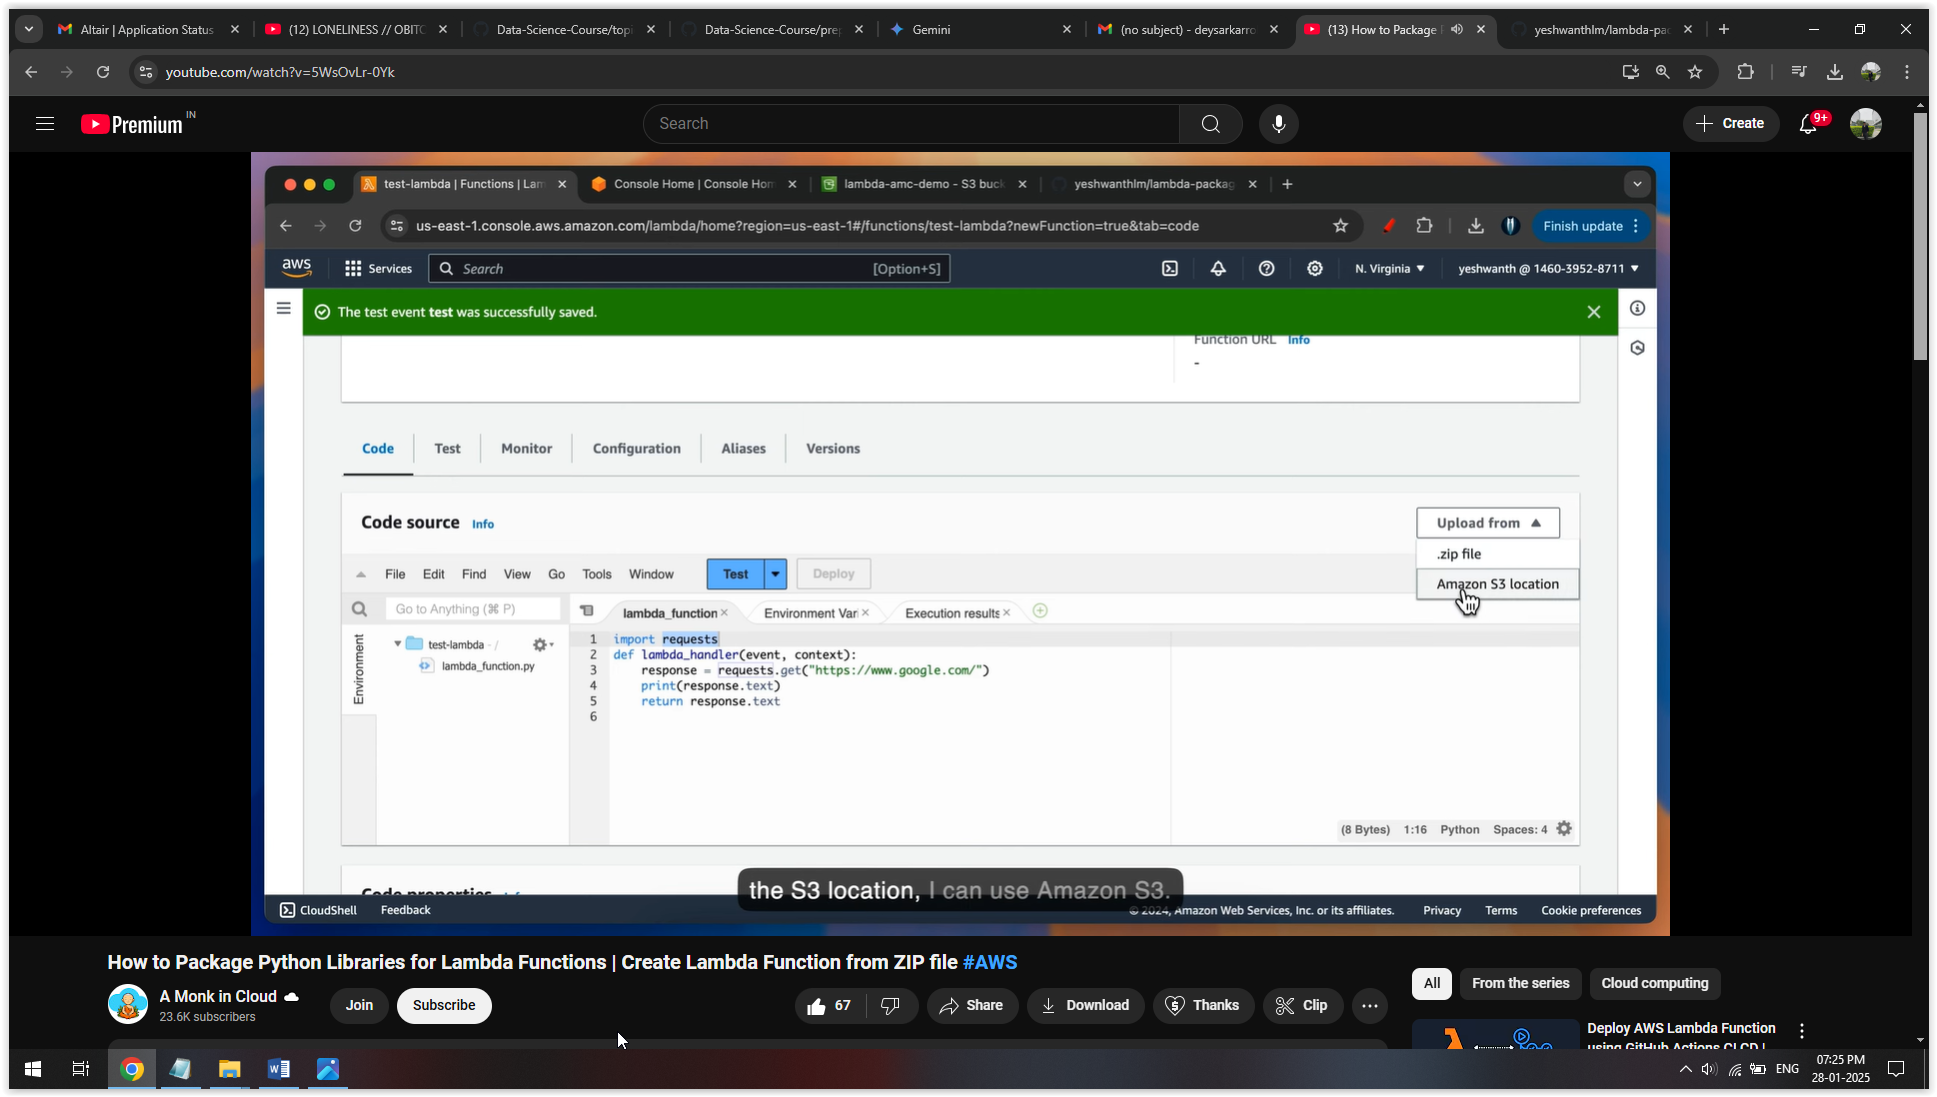 Altair | Application Status
(12) LONELINESS // OBITO
Data-Science-Course/topi
Data-Science-Course/prep
Gemini
(no subject) - deysarkarro
(13) How to Package
yeshwanthlm/lambda-pac
youtube.com/watch?v=5WsOvLr-0Yk
Premium IN
Search
Create
9+
test-lambda | Functions | Lam
Console Home | Console Hom
lambda-amc-demo - S3 buck
yeshwanthlm/lambda-packag
us-east-1.console.aws.amazon.com/lambda/home?region=us-east-1#/functions/test-lambda?newFunction=true&tab=code
Finish update
aws
Services
Search
[Option+S]
N. Virginia
yeshwanth @ 1460-3952-8711
The test event test was successfully saved.
Function URL Info
-
Code
Test
Monitor
Configuration
Aliases
Versions
Code source Info
Upload from
.zip file
Amazon S3 location
File Edit Find View Go Tools Window
Test
Deploy
Go to Anything (⌘ P)
lambda_function
Environment Vari
Execution results
Environment
test-lambda - /
lambda_function.py
1 import requests
2 def lambda_handler(event, context):
3 response = requests.get("https://www.google.com/")
4 print(response.text)
5 return response.text
6
(8 Bytes) 1:16 Python Spaces: 4
Code properties
the S3 location, I can use Amazon S3.
CloudShell
Feedback
© 2024, Amazon Web Services, Inc. or its affiliates.
Privacy
Terms
Cookie preferences
How to Package Python Libraries for Lambda Functions | Create Lambda Function from ZIP file #AWS
A Monk in Cloud
23.6K subscribers
Join
Subscribe
67
Share
Download
Thanks
Clip
All
From the series
Cloud computing
Deploy AWS Lambda Function
using GitHub Actions CI CD |
ENG
07:25 PM
28-01-2025